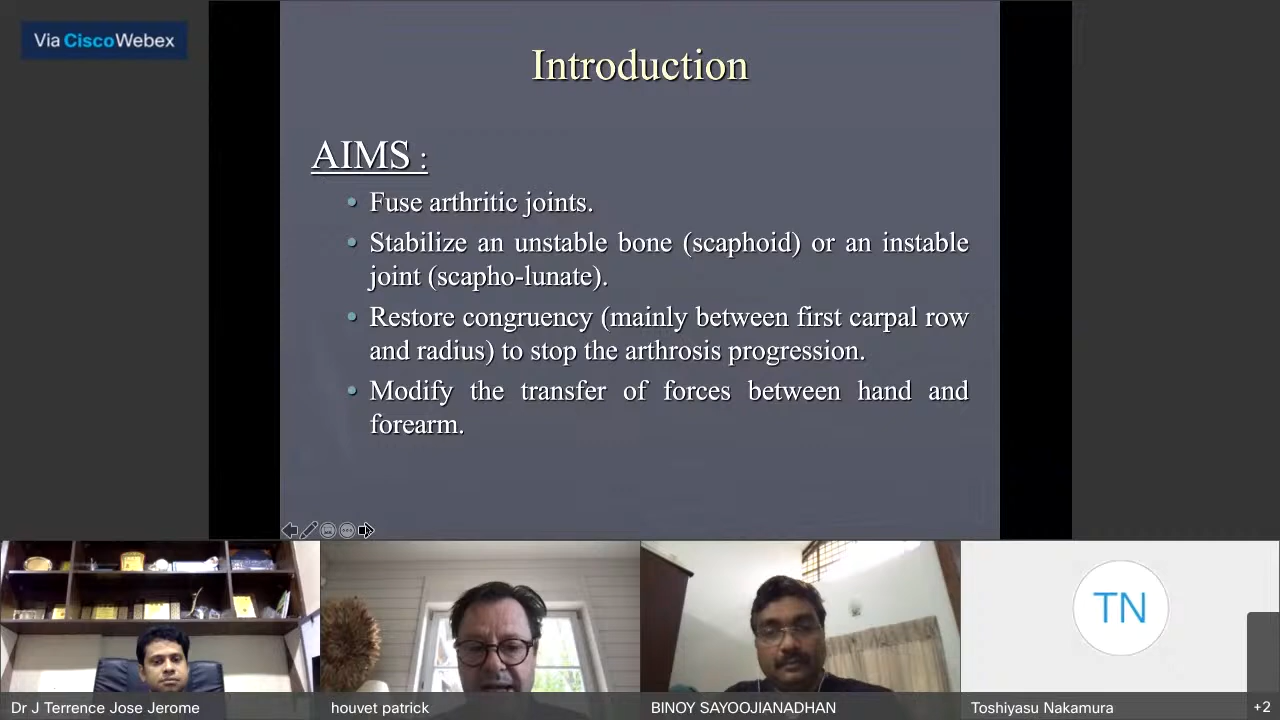 Via CiscoWebex
Introduction
AIMS :
• Fuse arthritic joints.
• Stabilize an unstable bone (scaphoid) or an instable
joint (scapho-lunate).
• Restore congruency (mainly between first carpal row
and radius) to stop the arthrosis progression.
• Modify the transfer of forces between hand and
forearm.
TN
Dr J Terrence Jose Jerome
houvet patrick
BINOY SAYOOJIANADHAN
Toshiyasu Nakamura
+2